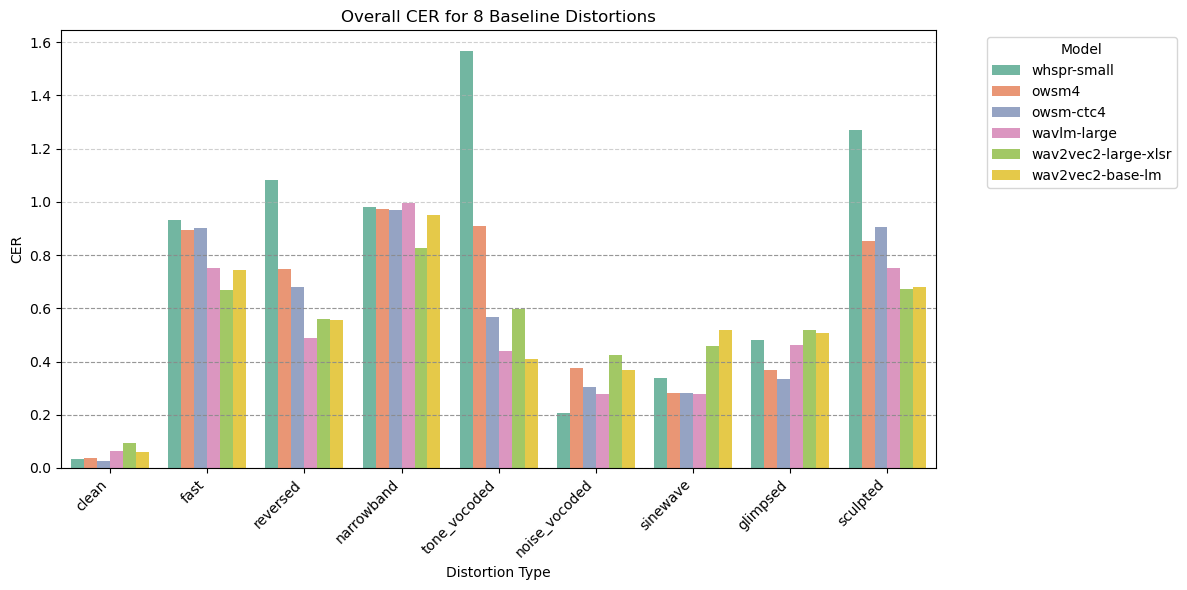 Overall CER for 8 Baseline Distortions
CER
1.6
1.4
1.2
1.0
0.8
0.6
0.4
0.2
0.0
clean
fast
reversed
narrowband
tone_vocoded
noise_vocoded
sinewave
glimpsed
sculpted
Distortion Type
Model
whspr-small
owsm4
owsm-ctc4
wavlm-large
wav2vec2-large-xlsr
wav2vec2-base-lm